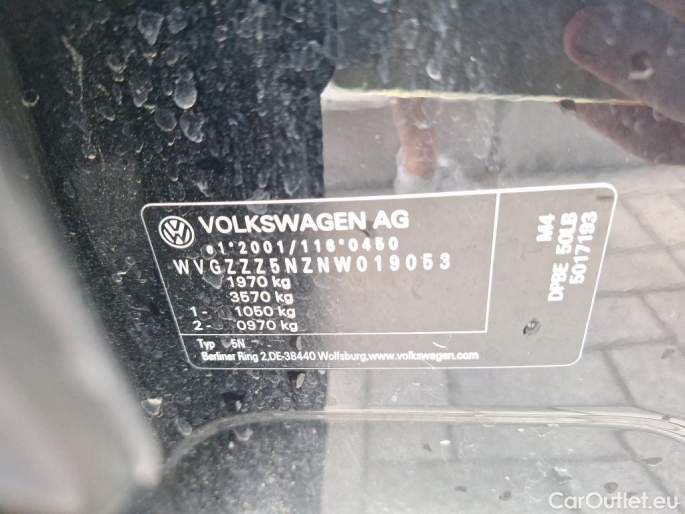 VOLKSWAGEN AG
e1*2001/116*0450
WVGZZZ5NZNW019053
1970 kg
3570 kg
1- 1050 kg
2- 0970 kg
Typ 5N
Berliner Ring 2,DE-38440 Wolfsburg,www.volkswagen.com
M4
DPBE 50LB
5017193
CarOutlet.eu